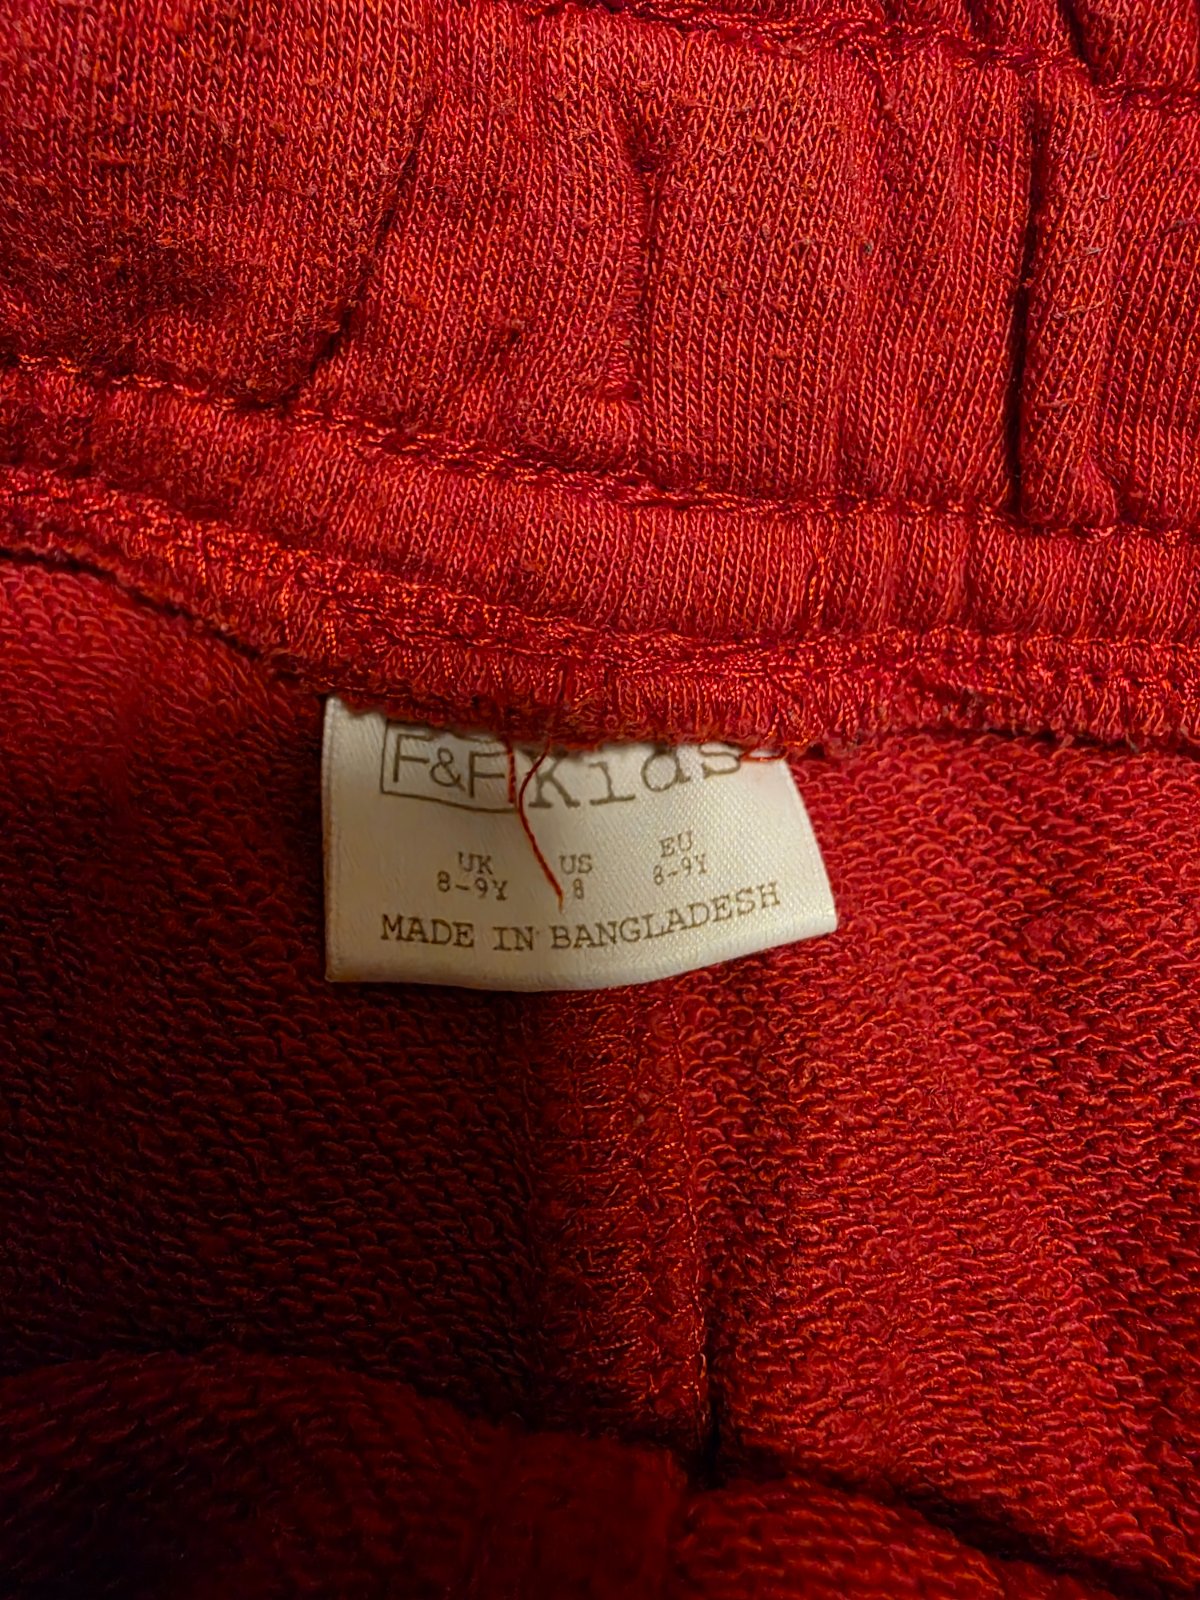 F&F Kids
UK US EU
8-9Y 8 8-9Y
MADE IN BANGLADESH